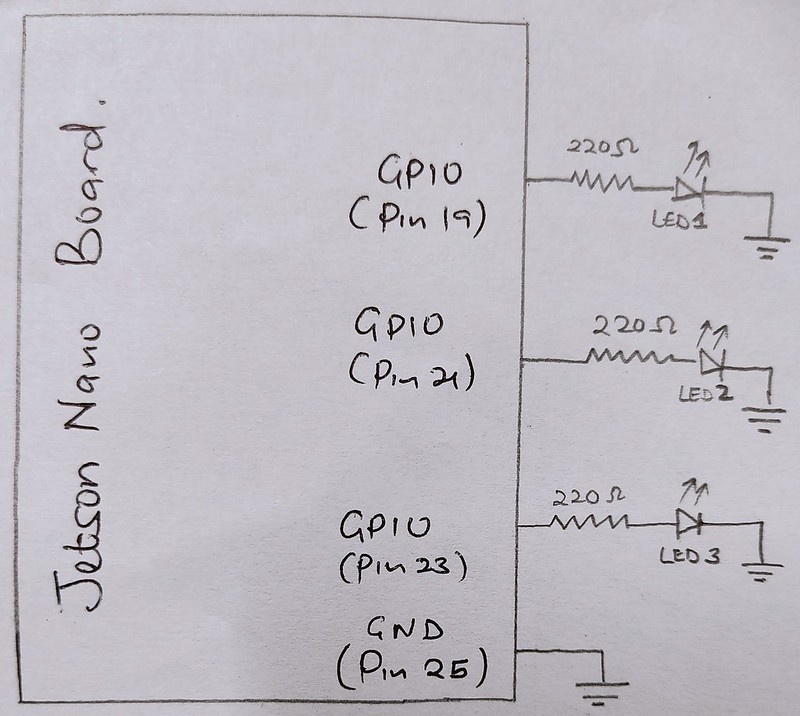 Jetson Nano Board.
GPIO
(Pin 19)
220Ω
LED1
GPIO
(Pin 21)
220Ω
LED2
GPIO
(Pin 23)
220Ω
LED3
GND
(Pin 25)